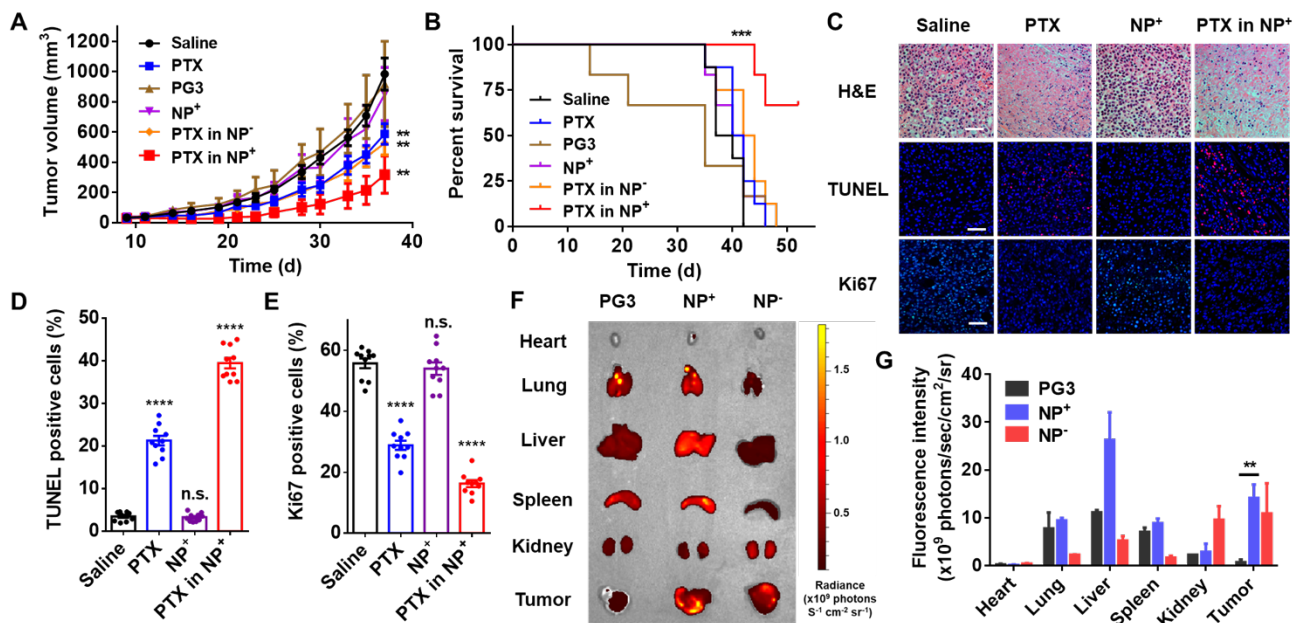 A
Tumor volume (mm³)
1200
1000
800
600
400
200
0
10
20
30
40
Time (d)
Saline
PTX
PG3
NP⁺
PTX in NP⁻
PTX in NP⁺
**
**
**
B
Percent survival
100
75
50
25
0
0
10
20
30
40
50
Time (d)
***
Saline
PTX
PG3
NP⁺
PTX in NP⁻
PTX in NP⁺
C
Saline PTX NP⁺ PTX in NP⁺
H&E
TUNEL
Ki67
D
TUNEL positive cells (%)
50
40
30
20
10
0
****
n.s.
****
Saline
PTX
NP⁺
PTX in NP⁺
E
Ki67 positive cells (%)
60
40
20
0
****
n.s.
****
Saline
PTX
NP⁺
PTX in NP⁺
F
PG3 NP⁺ NP⁻
Heart
Lung
Liver
Spleen
Kidney
Tumor
1.5
1.0
0.5
Radiance
(x10⁹ photons
S⁻¹ cm⁻² sr⁻¹)
G
Fluorescence intensity
(x10⁹ photons/sec/cm²/sr)
40
30
20
10
0
PG3
NP⁺
NP⁻
**
Heart
Lung
Liver
Spleen
Kidney
Tumor